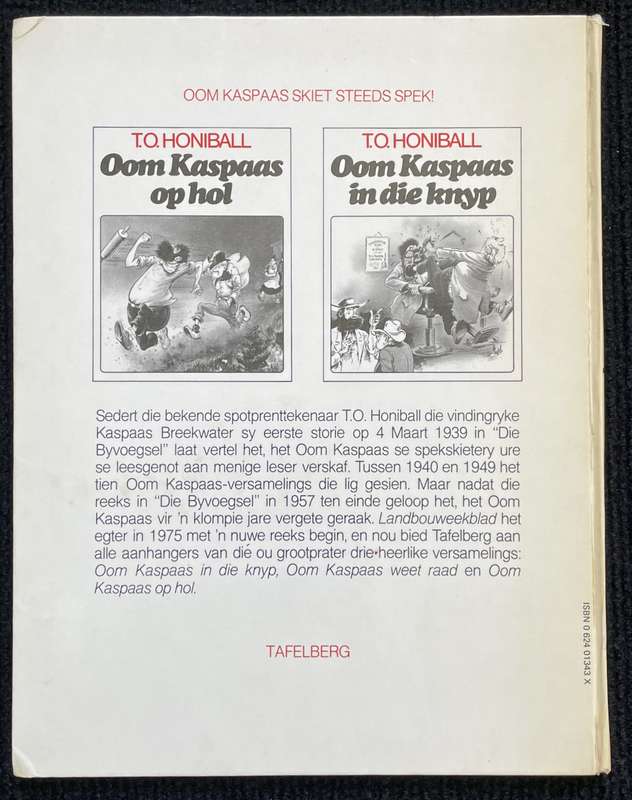 OOM KASPAAS SKIET STEEDS SPEK!
T.O. HONIBALL
Oom Kaspaas
op hol
T.O. HONIBALL
Oom Kaspaas
in die knyp
Sedert die bekende spotprenttekenaar T.O. Honiball die vindingryke
Kaspaas Breekwater sy eerste storie op 4 Maart 1939 in “Die
Byvoegsel” laat vertel het, het Oom Kaspaas se spekskietery ure
se leesgenot aan menige leser verskaf. Tussen 1940 en 1949 het
tien Oom Kaspaas-versamelings die lig gesien. Maar nadat die
reeks in “Die Byvoegsel” in 1957 ten einde geloop het, het Oom
Kaspaas vir ’n klompie jare vergete geraak. Landbouweekblad het
egter in 1975 met ’n nuwe reeks begin, en nou bied Tafelberg aan
alle aanhangers van dié ou grootprater drie heerlike versamelings:
Oom Kaspaas in die knyp, Oom Kaspaas weet raad en Oom
Kaspaas op hol.
TAFELBERG
ISBN 0 624 01343 X